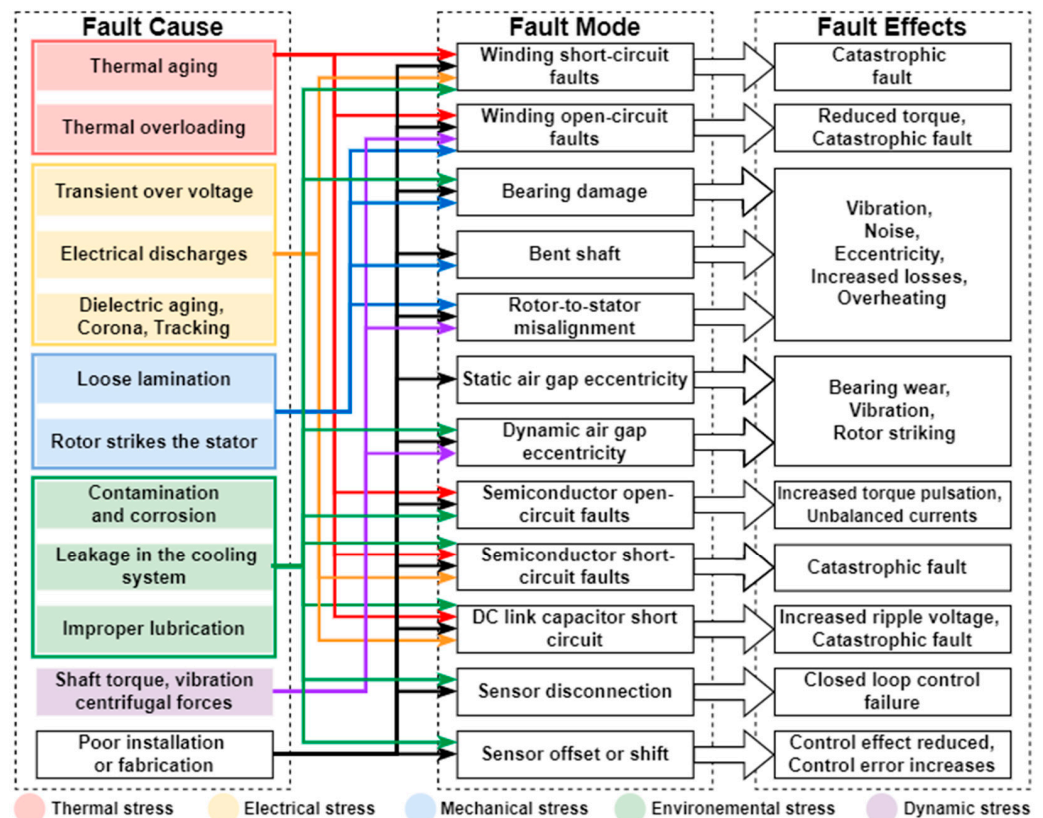 Fault Cause
Thermal aging
Thermal overloading
Transient over voltage
Electrical discharges
Dielectric aging,
Corona, Tracking
Loose lamination
Rotor strikes the stator
Contamination
and corrosion
Leakage in the cooling
system
Improper lubrication
Shaft torque, vibration
centrifugal forces
Poor installation
or fabrication
Fault Mode
Winding short-circuit
faults
Winding open-circuit
faults
Bearing damage
Bent shaft
Rotor-to-stator
misalignment
Static air gap eccentricity
Dynamic air gap
eccentricity
Semiconductor open-
circuit faults
Semiconductor short-
circuit faults
DC link capacitor short
circuit
Sensor disconnection
Sensor offset or shift
Fault Effects
Catastrophic
fault
Reduced torque,
Catastrophic fault
Vibration,
Noise,
Eccentricity,
Increased losses,
Overheating
Bearing wear,
Vibration,
Rotor striking
Increased torque pulsation,
Unbalanced currents
Catastrophic fault
Increased ripple voltage,
Catastrophic fault
Closed loop control
failure
Control effect reduced,
Control error increases
Thermal stress
Electrical stress
Mechanical stress
Environemental stress
Dynamic stress